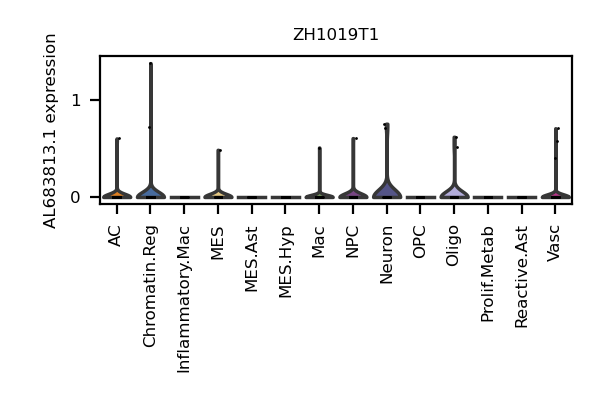 ZH1019T1
AL683813.1 expression
1
0
AC
Chromatin.Reg
Inflammatory.Mac
MES
MES.Ast
MES.Hyp
Mac
NPC
Neuron
OPC
Oligo
Prolif.Metab
Reactive.Ast
Vasc